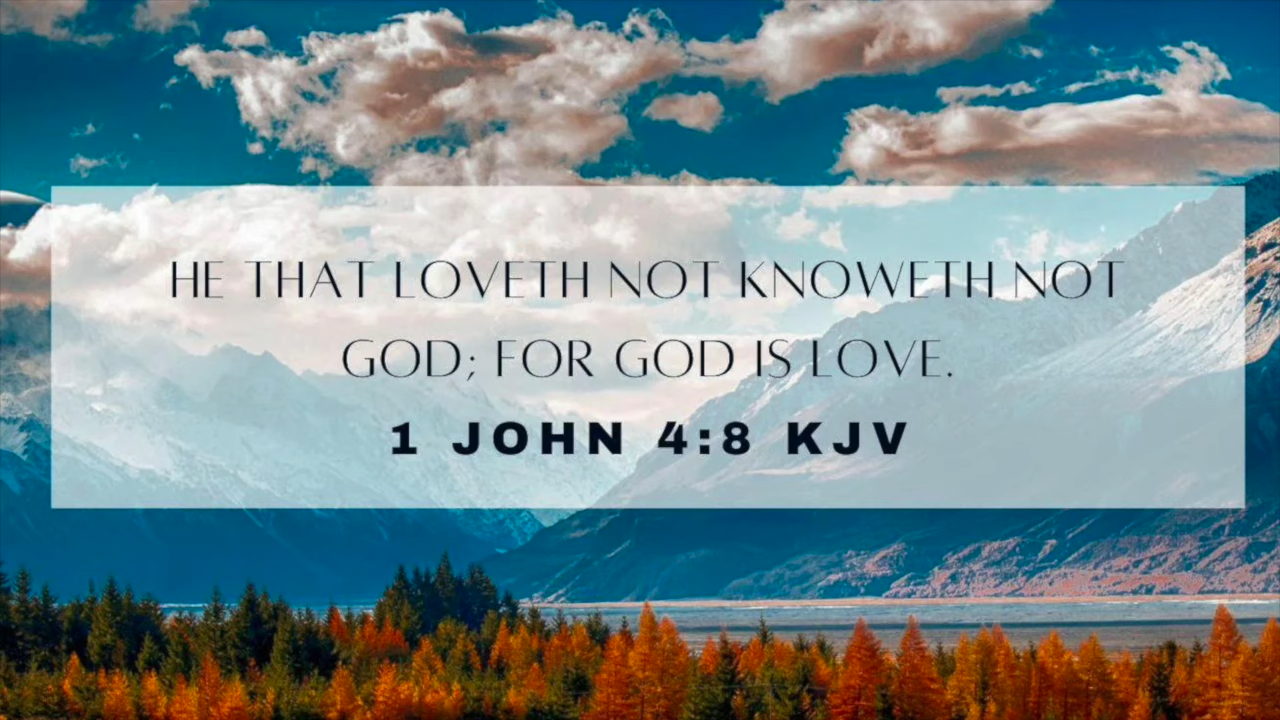 HE THAT LOVETH NOT KNOWETH NOT
GOD; FOR GOD IS LOVE.
1 JOHN 4:8 KJV